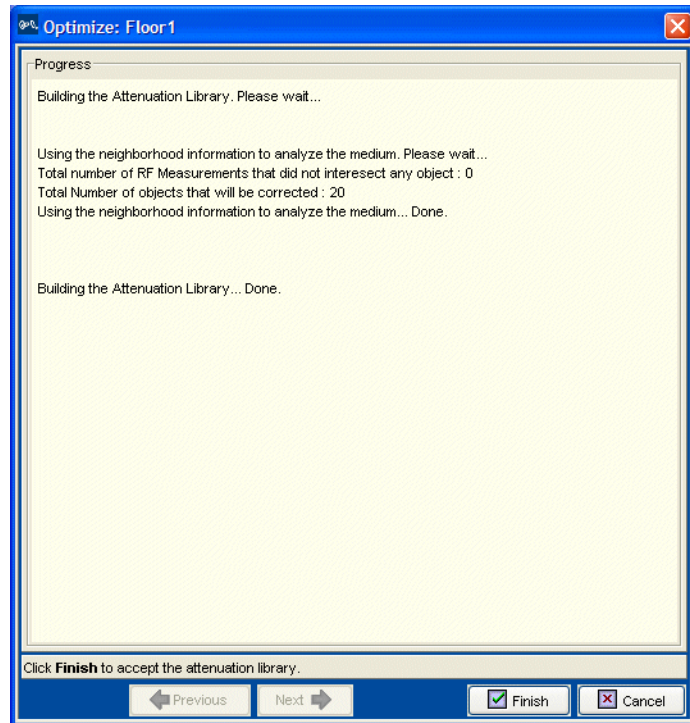 Optimize: Floor1
Progress
Building the Attenuation Library. Please wait...
Using the neighborhood information to analyze the medium. Please wait...
Total number of RF Measurements that did not interesect any object : 0
Total Number of objects that will be corrected : 20
Using the neighborhood information to analyze the medium... Done.
Building the Attenuation Library... Done.
Click Finish to accept the attenuation library.
Previous Next Finish Cancel